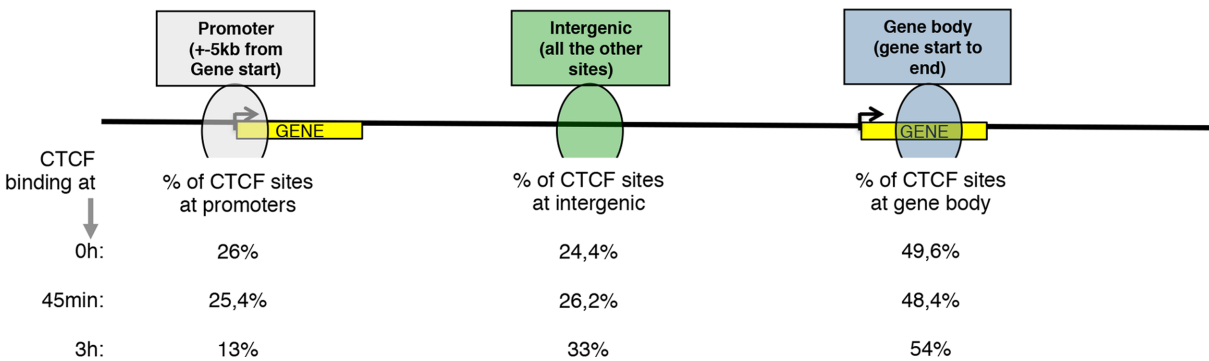 Promoter
(+-5kb from
Gene start)
Intergenic
(all the other
sites)
Gene body
(gene start to
end)
GENE
GENE
CTCF
binding at
% of CTCF sites
at promoters
% of CTCF sites
at intergenic
% of CTCF sites
at gene body
0h: 26% 24,4% 49,6%
45min: 25,4% 26,2% 48,4%
3h: 13% 33% 54%